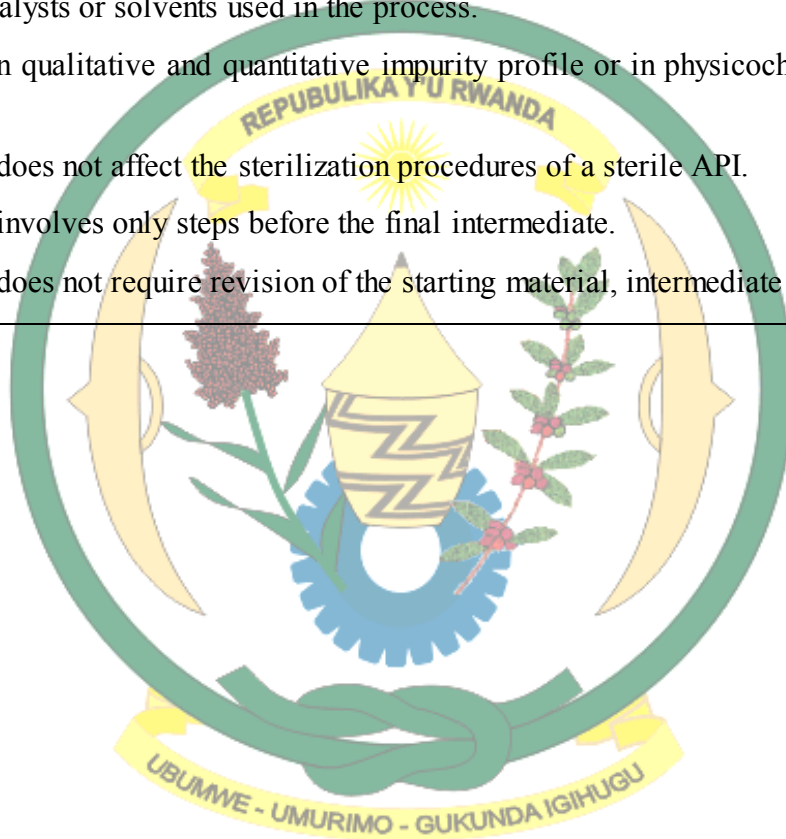 alysts or solvents used in the process.
n qualitative and quantitative impurity profile or in physicoch
REPUBULIKA Y'U RWANDA
does not affect the sterilization procedures of a sterile API.
involves only steps before the final intermediate.
does not require revision of the starting material, intermediate
UBUMWE - UMURIMO - GUKUNDA IGIHUGU